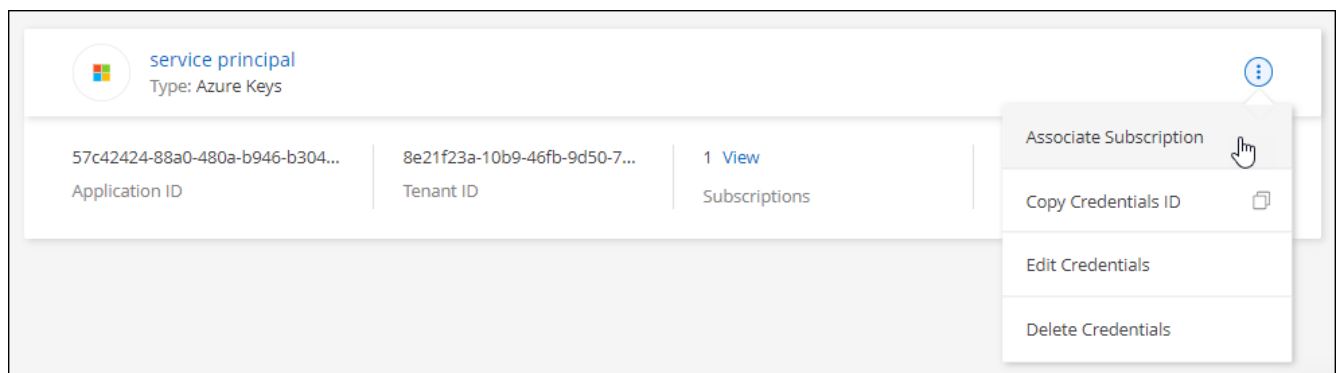 service principal
Type: Azure Keys
57c42424-88a0-480a-b946-b304...
Application ID
8e21f23a-10b9-46fb-9d50-7...
Tenant ID
1 View
Subscriptions
Associate Subscription
Copy Credentials ID
Edit Credentials
Delete Credentials